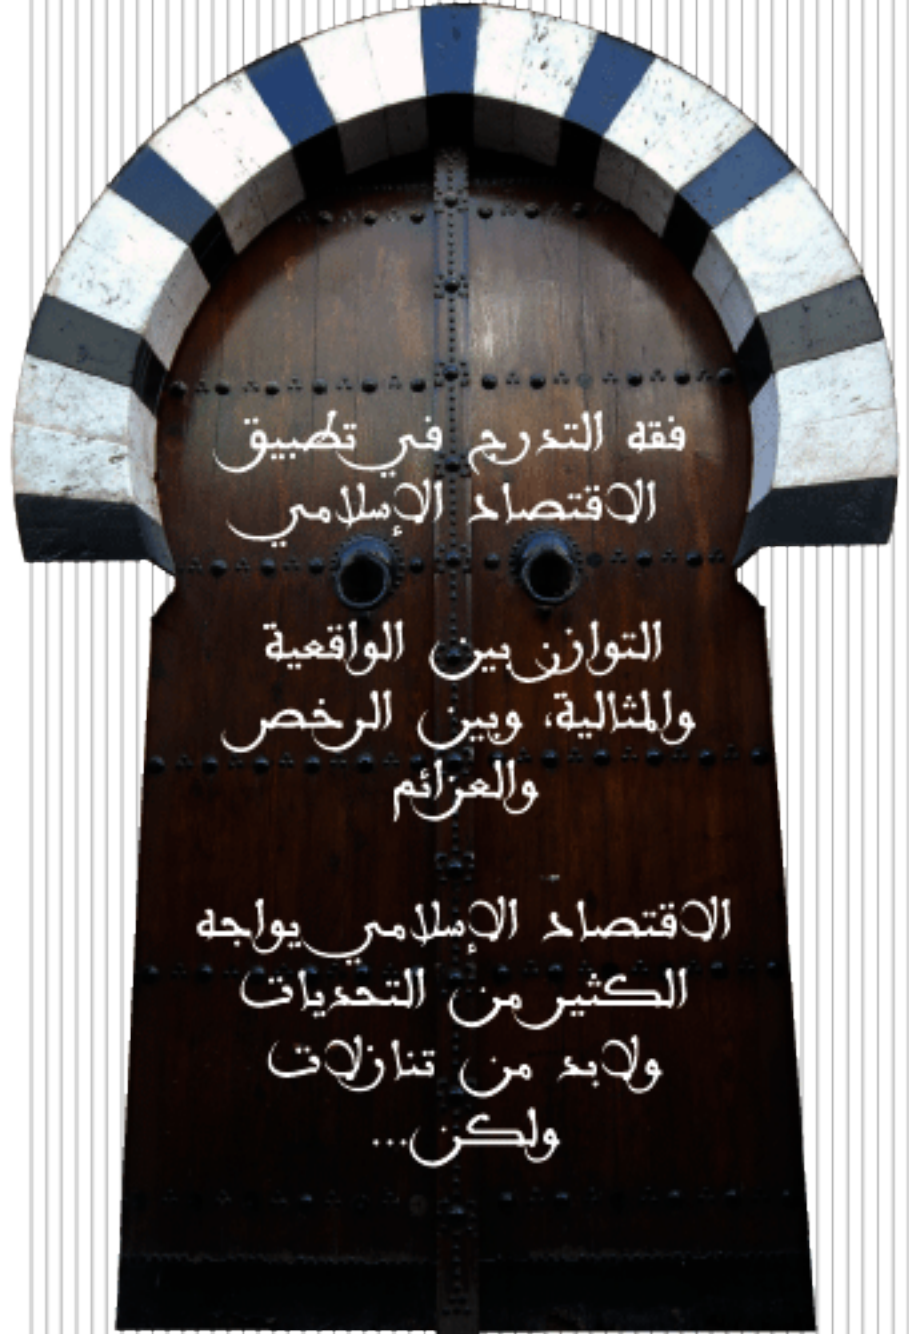 فقه التدرج في تطبيق
الاقتصاد الإسلامي
التوازن بين الواقعية
والمثالية، وبين الرخص
والعزائم
الاقتصاد الإسلامي يواجه
الكثير من التحديات
ولابد من تنازلات
ولكن...